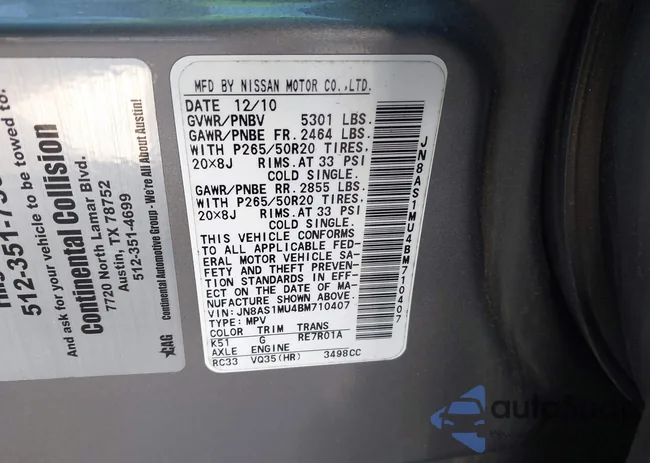 MFD BY NISSAN MOTOR CO.,LTD.
DATE 12/10
GVWR/PNBV 5301 LBS.
GAWR/PNBE FR. 2464 LBS.
WITH P265/50R20 TIRES.
20×8J RIMS.AT 33 PSI
COLD SINGLE.
GAWR/PNBE RR. 2855 LBS.
WITH P265/50R20 TIRES.
20×8J RIMS.AT 33 PSI
COLD SINGLE.
THIS VEHICLE CONFORMS
TO ALL APPLICABLE FED-
ERAL MOTOR VEHICLE SA-
FETY AND THEFT PREVEN-
TION STANDARDS IN EFF-
ECT ON THE DATE OF MA-
NUFACTURE SHOWN ABOVE.
VIN: JN8AS1MU4BM710407
TYPE: MPV
COLOR TRIM TRANS
K51 G RE7R01A
AXLE ENGINE
RC33 VQ35(HR) 3498CC
JN8AS1MU4BM710407
and ask for your vehicle to be towed to:
Continental Collision
7720 North Lamar Blvd.
Austin, TX 78752
512-351-4699
Continental Automotive Group - We're All About Austin!
CAG